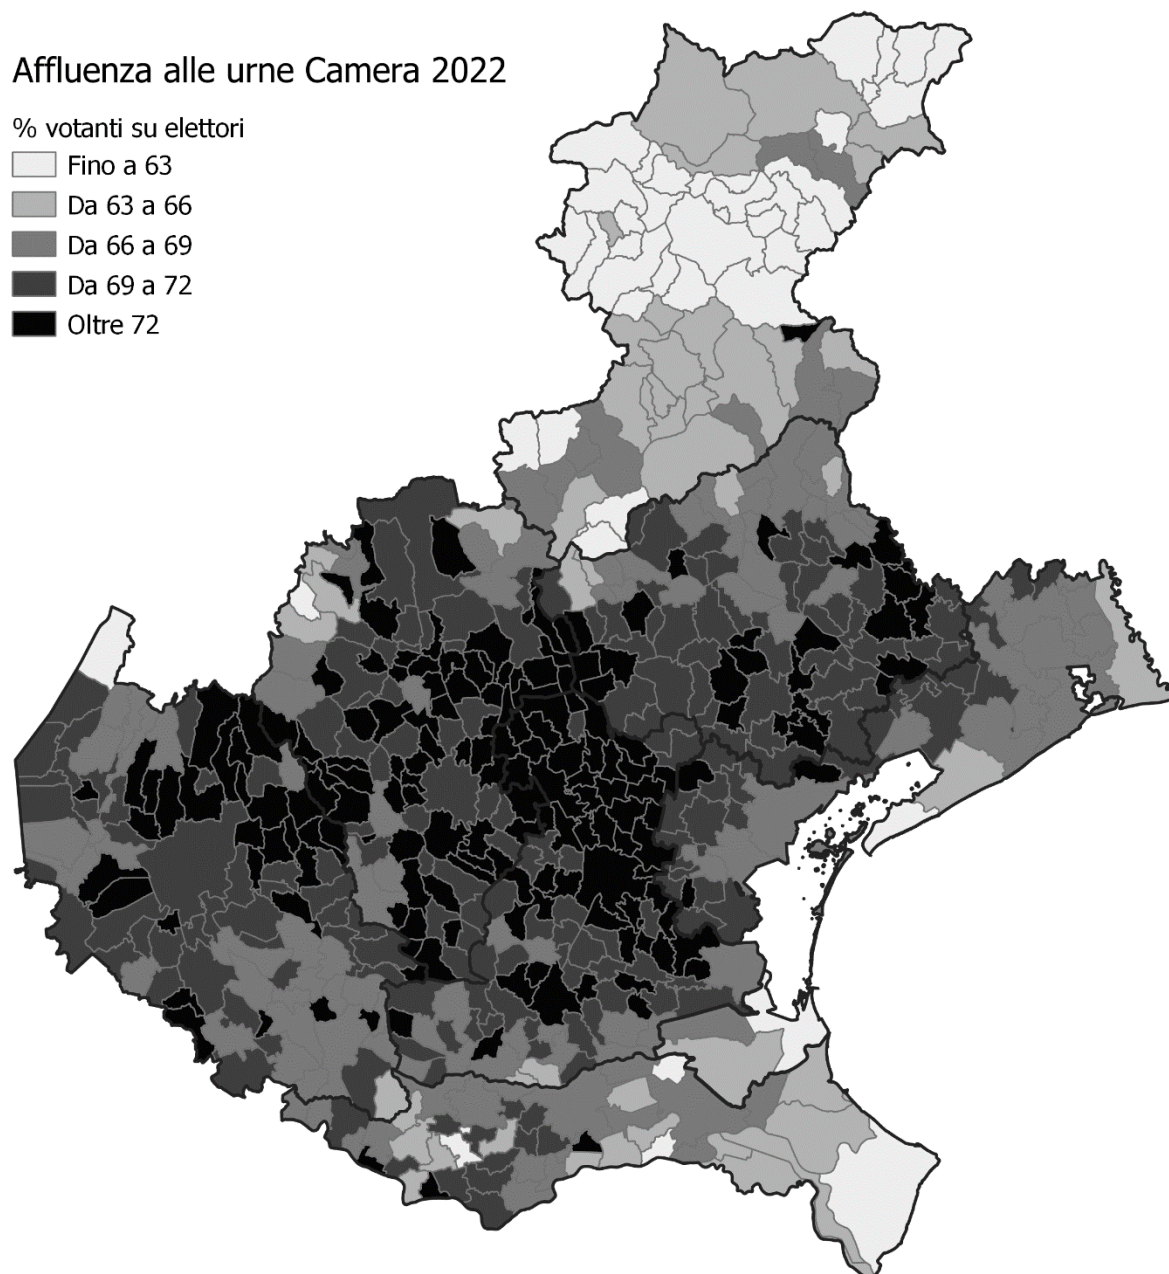 Affluenza alle urne Camera 2022
% votanti su elettori
Fino a 63
Da 63 a 66
Da 66 a 69
Da 69 a 72
Oltre 72